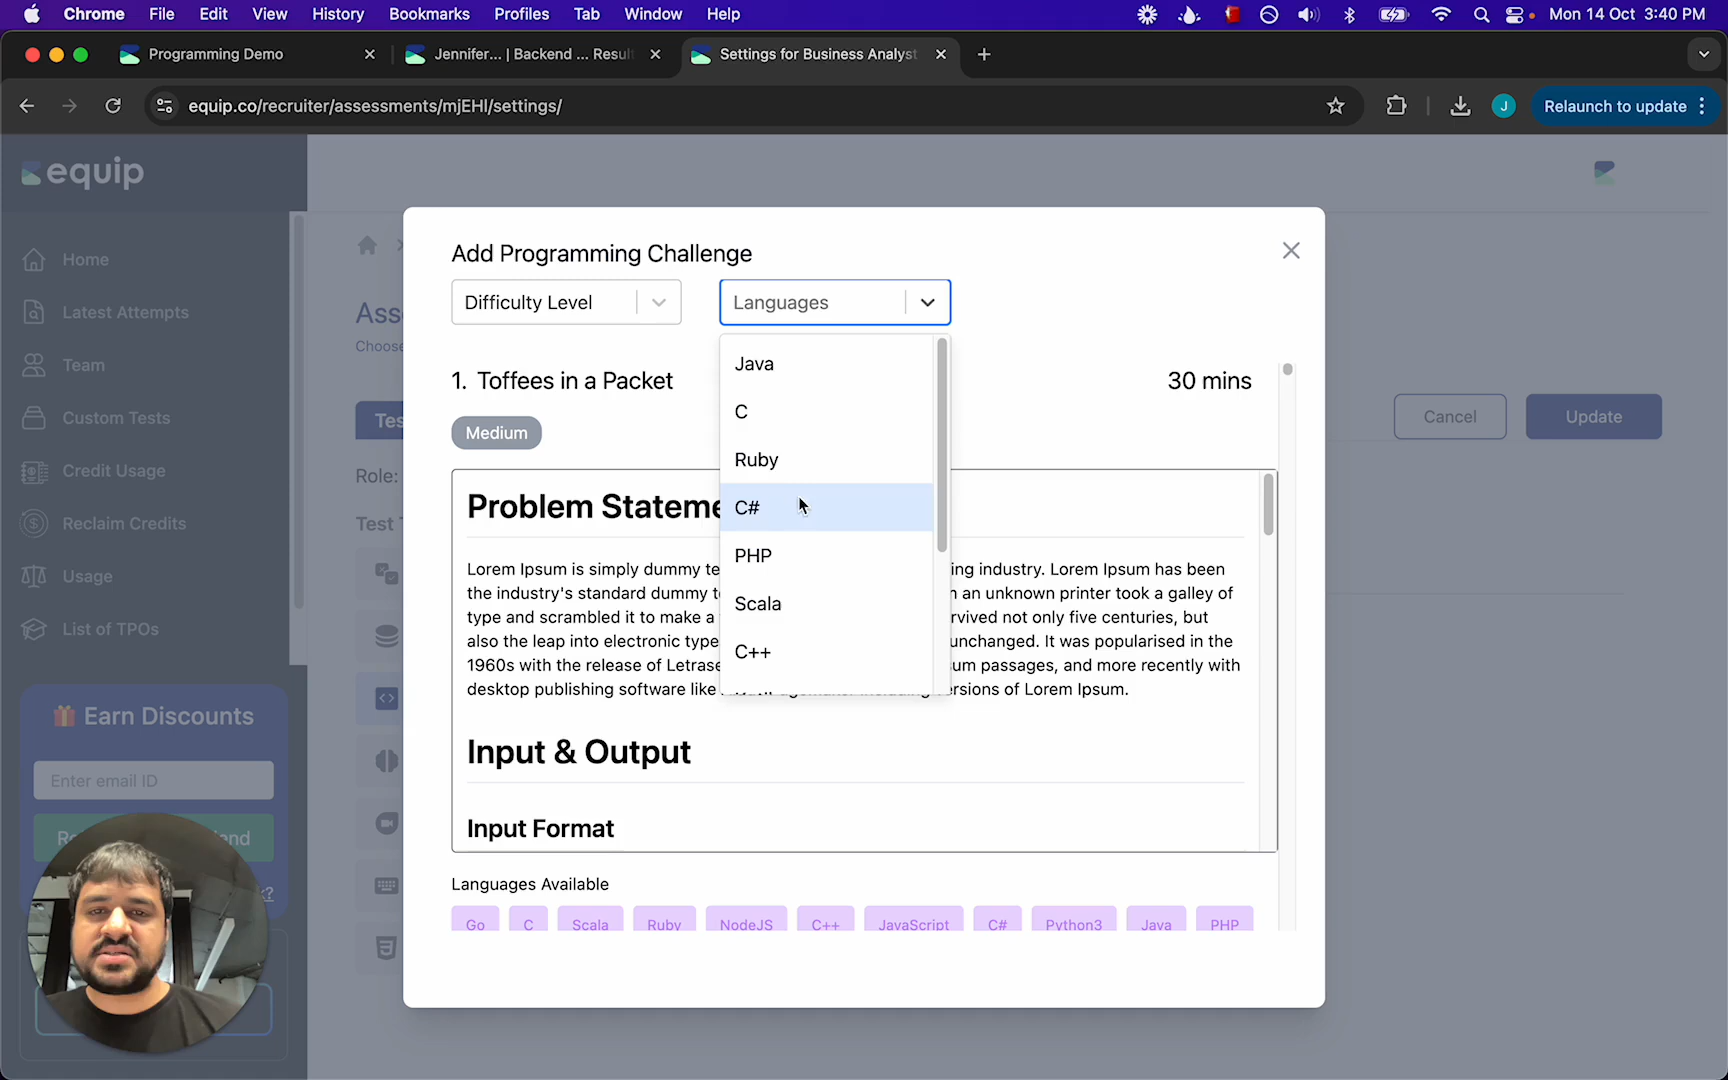 Chrome File Edit View History Bookmarks Profiles Tab Window Help Mon 14 Oct 3:40 PM
Programming Demo Jennifer... | Backend ... Resul Settings for Business Analyst
equip.co/recruiter/assessments/mjEHI/settings/ J Relaunch to update
equip
Home
Latest Attempts
Team
Custom Tests
Credit Usage
Reclaim Credits
Usage
List of TPOs
Earn Discounts
Enter email ID
Ass
Choose
Tes
Role:
Test T
Cancel
Update
Add Programming Challenge
Difficulty Level
Languages
Java
C
Ruby
C#
PHP
Scala
C++
1. Toffees in a Packet
30 mins
Medium
Problem Stateme
Lorem Ipsum is simply dummy te ing industry. Lorem Ipsum has been
the industry's standard dummy t n an unknown printer took a galley of
type and scrambled it to make a rvived not only five centuries, but
also the leap into electronic type unchanged. It was popularised in the
1960s with the release of Letrase um passages, and more recently with
desktop publishing software like ersions of Lorem Ipsum.
Input & Output
Input Format
Languages Available
Go C Scala Ruby NodeJS C++ JavaScript C# Python3 Java PHP